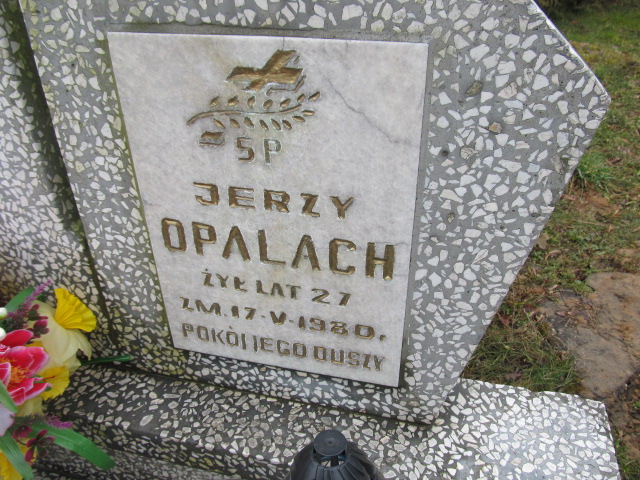 SP
JERZY
OPALACH
ŻYŁ LAT 27
ZM. 17-V-1980.
POKÓJ JEGO DUSZY